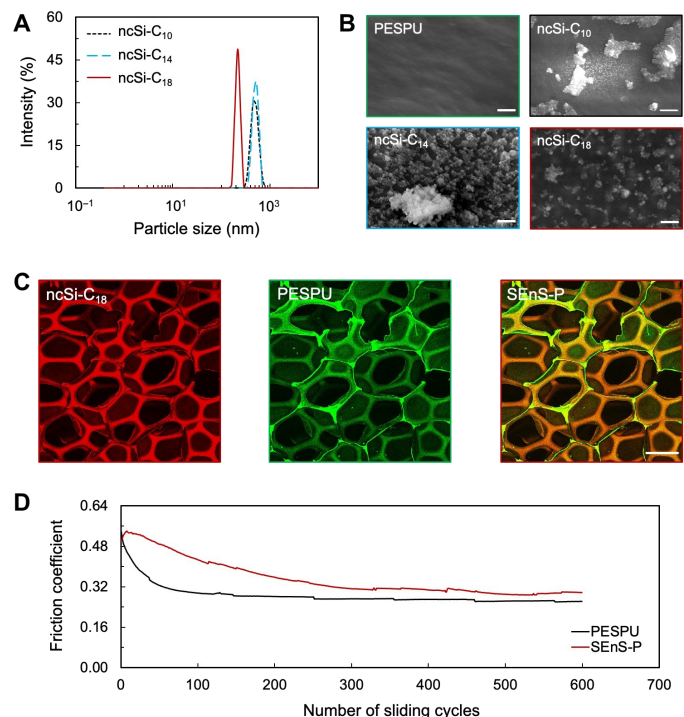 A
ncSi-C10
ncSi-C14
ncSi-C18
Intensity (%)
60
45
30
15
0
10−1
101
103
Particle size (nm)
B
PESPU
ncSi-C10
ncSi-C14
ncSi-C18
C
ncSi-C18
PESPU
SEnS-P
D
Friction coefficient
0.64
0.48
0.32
0.16
0.00
0
100
200
300
400
500
600
700
PESPU
SEnS-P
Number of sliding cycles